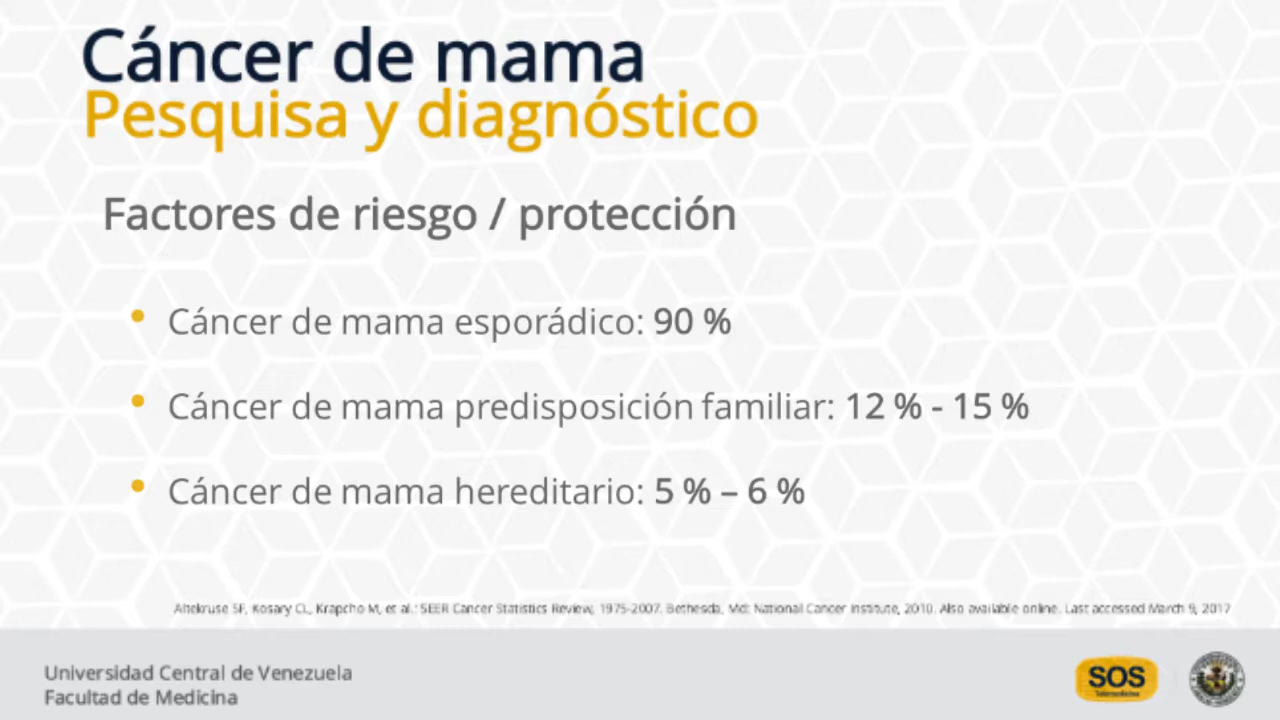 Cáncer de mama
Pesquisa y diagnóstico
Factores de riesgo / protección
• Cáncer de mama esporádico: 90 %
• Cáncer de mama predisposición familiar: 12 % - 15 %
• Cáncer de mama hereditario: 5 % – 6 %
Altekruse SF, Kosary CL, Krapcho M, et al.: SEER Cancer Statistics Review, 1975-2007. Bethesda, Md: National Cancer Institute, 2010. Also available online. Last accessed March 9, 2017
Universidad Central de Venezuela
Facultad de Medicina
SOS
Telemedicina